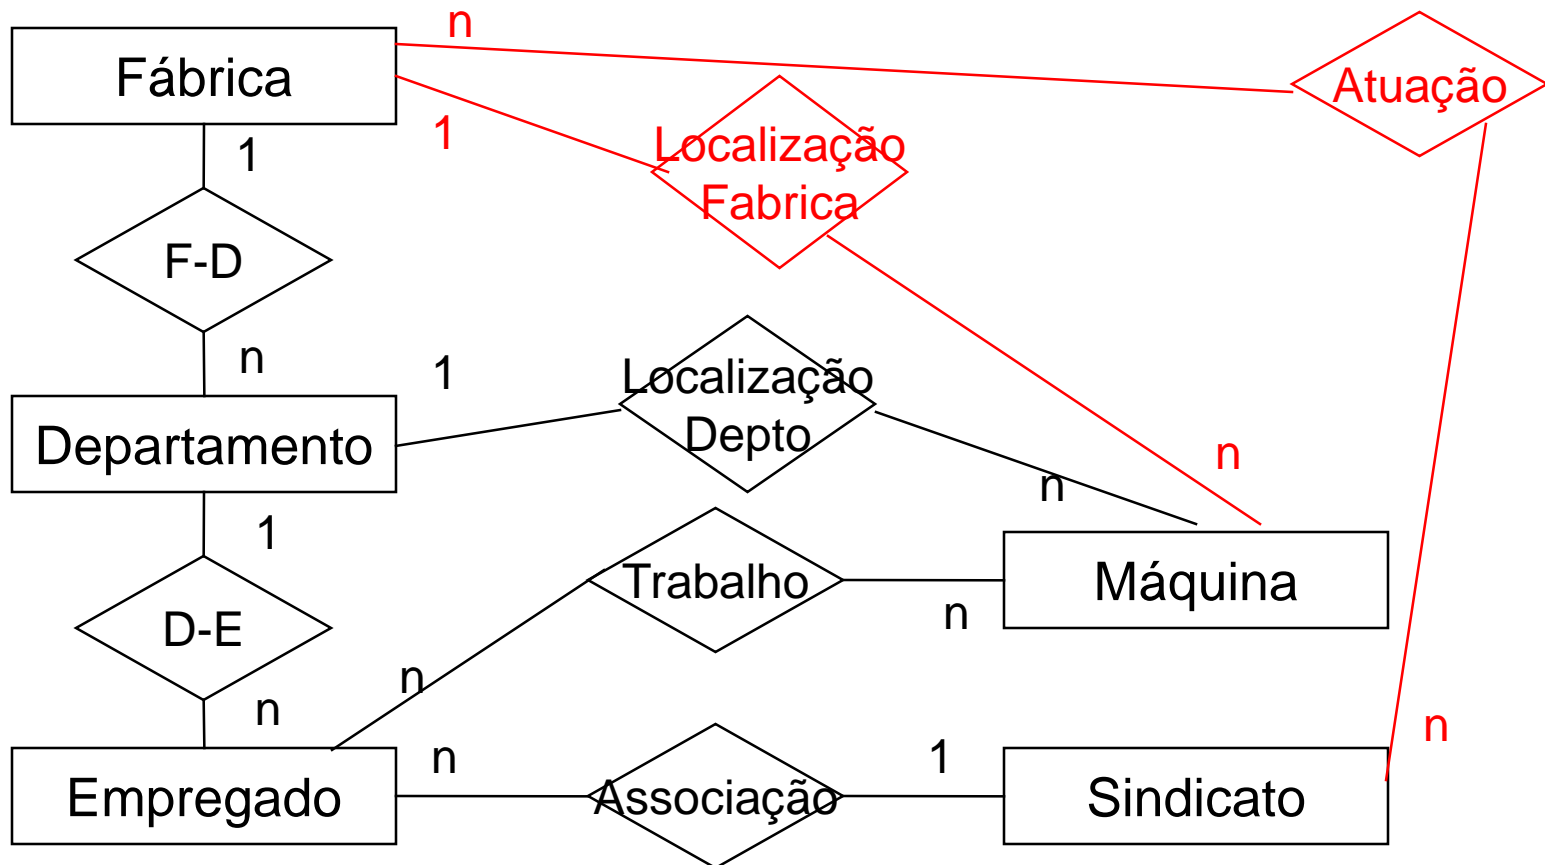 n
Fábrica
Atuação
1
Localização
Fabrica
1
F-D
n
1
Localização
Depto
Departamento
n
n
1
Trabalho
Máquina
n
D-E
n
n
n
n
1
Empregado
Associação
Sindicato